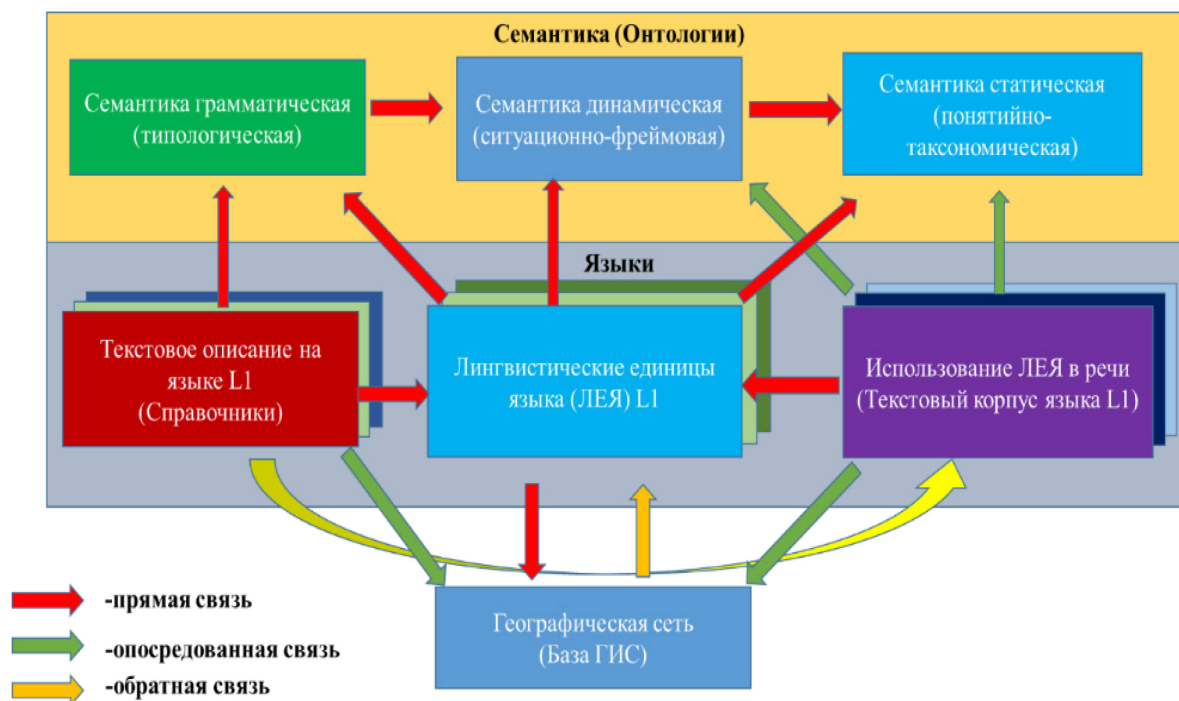 Семантика (Онтологии)
Семантика грамматическая
(типологическая)
Семантика динамическая
(ситуационно-фреймовая)
Семантика статическая
(понятийно-
таксономическая)
Языки
Текстовое описание на
языке L1
(Справочники)
Лингвистические единицы
языка (ЛЕЯ) L1
Использование ЛЕЯ в речи
(Текстовый корпус языка L1)
Географическая сеть
(База ГИС)
-прямая связь
-опосредованная связь
-обратная связь